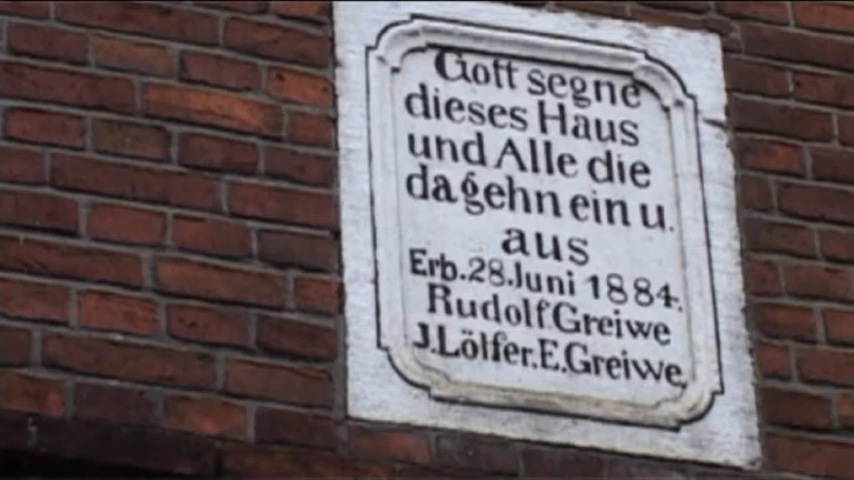 Gott segne
dieses Haus
und Alle die
da gehn ein u.
aus
Erb. 28. Juni 1884.
Rudolf Greiwe
J. Lölfer. E. Greiwe.